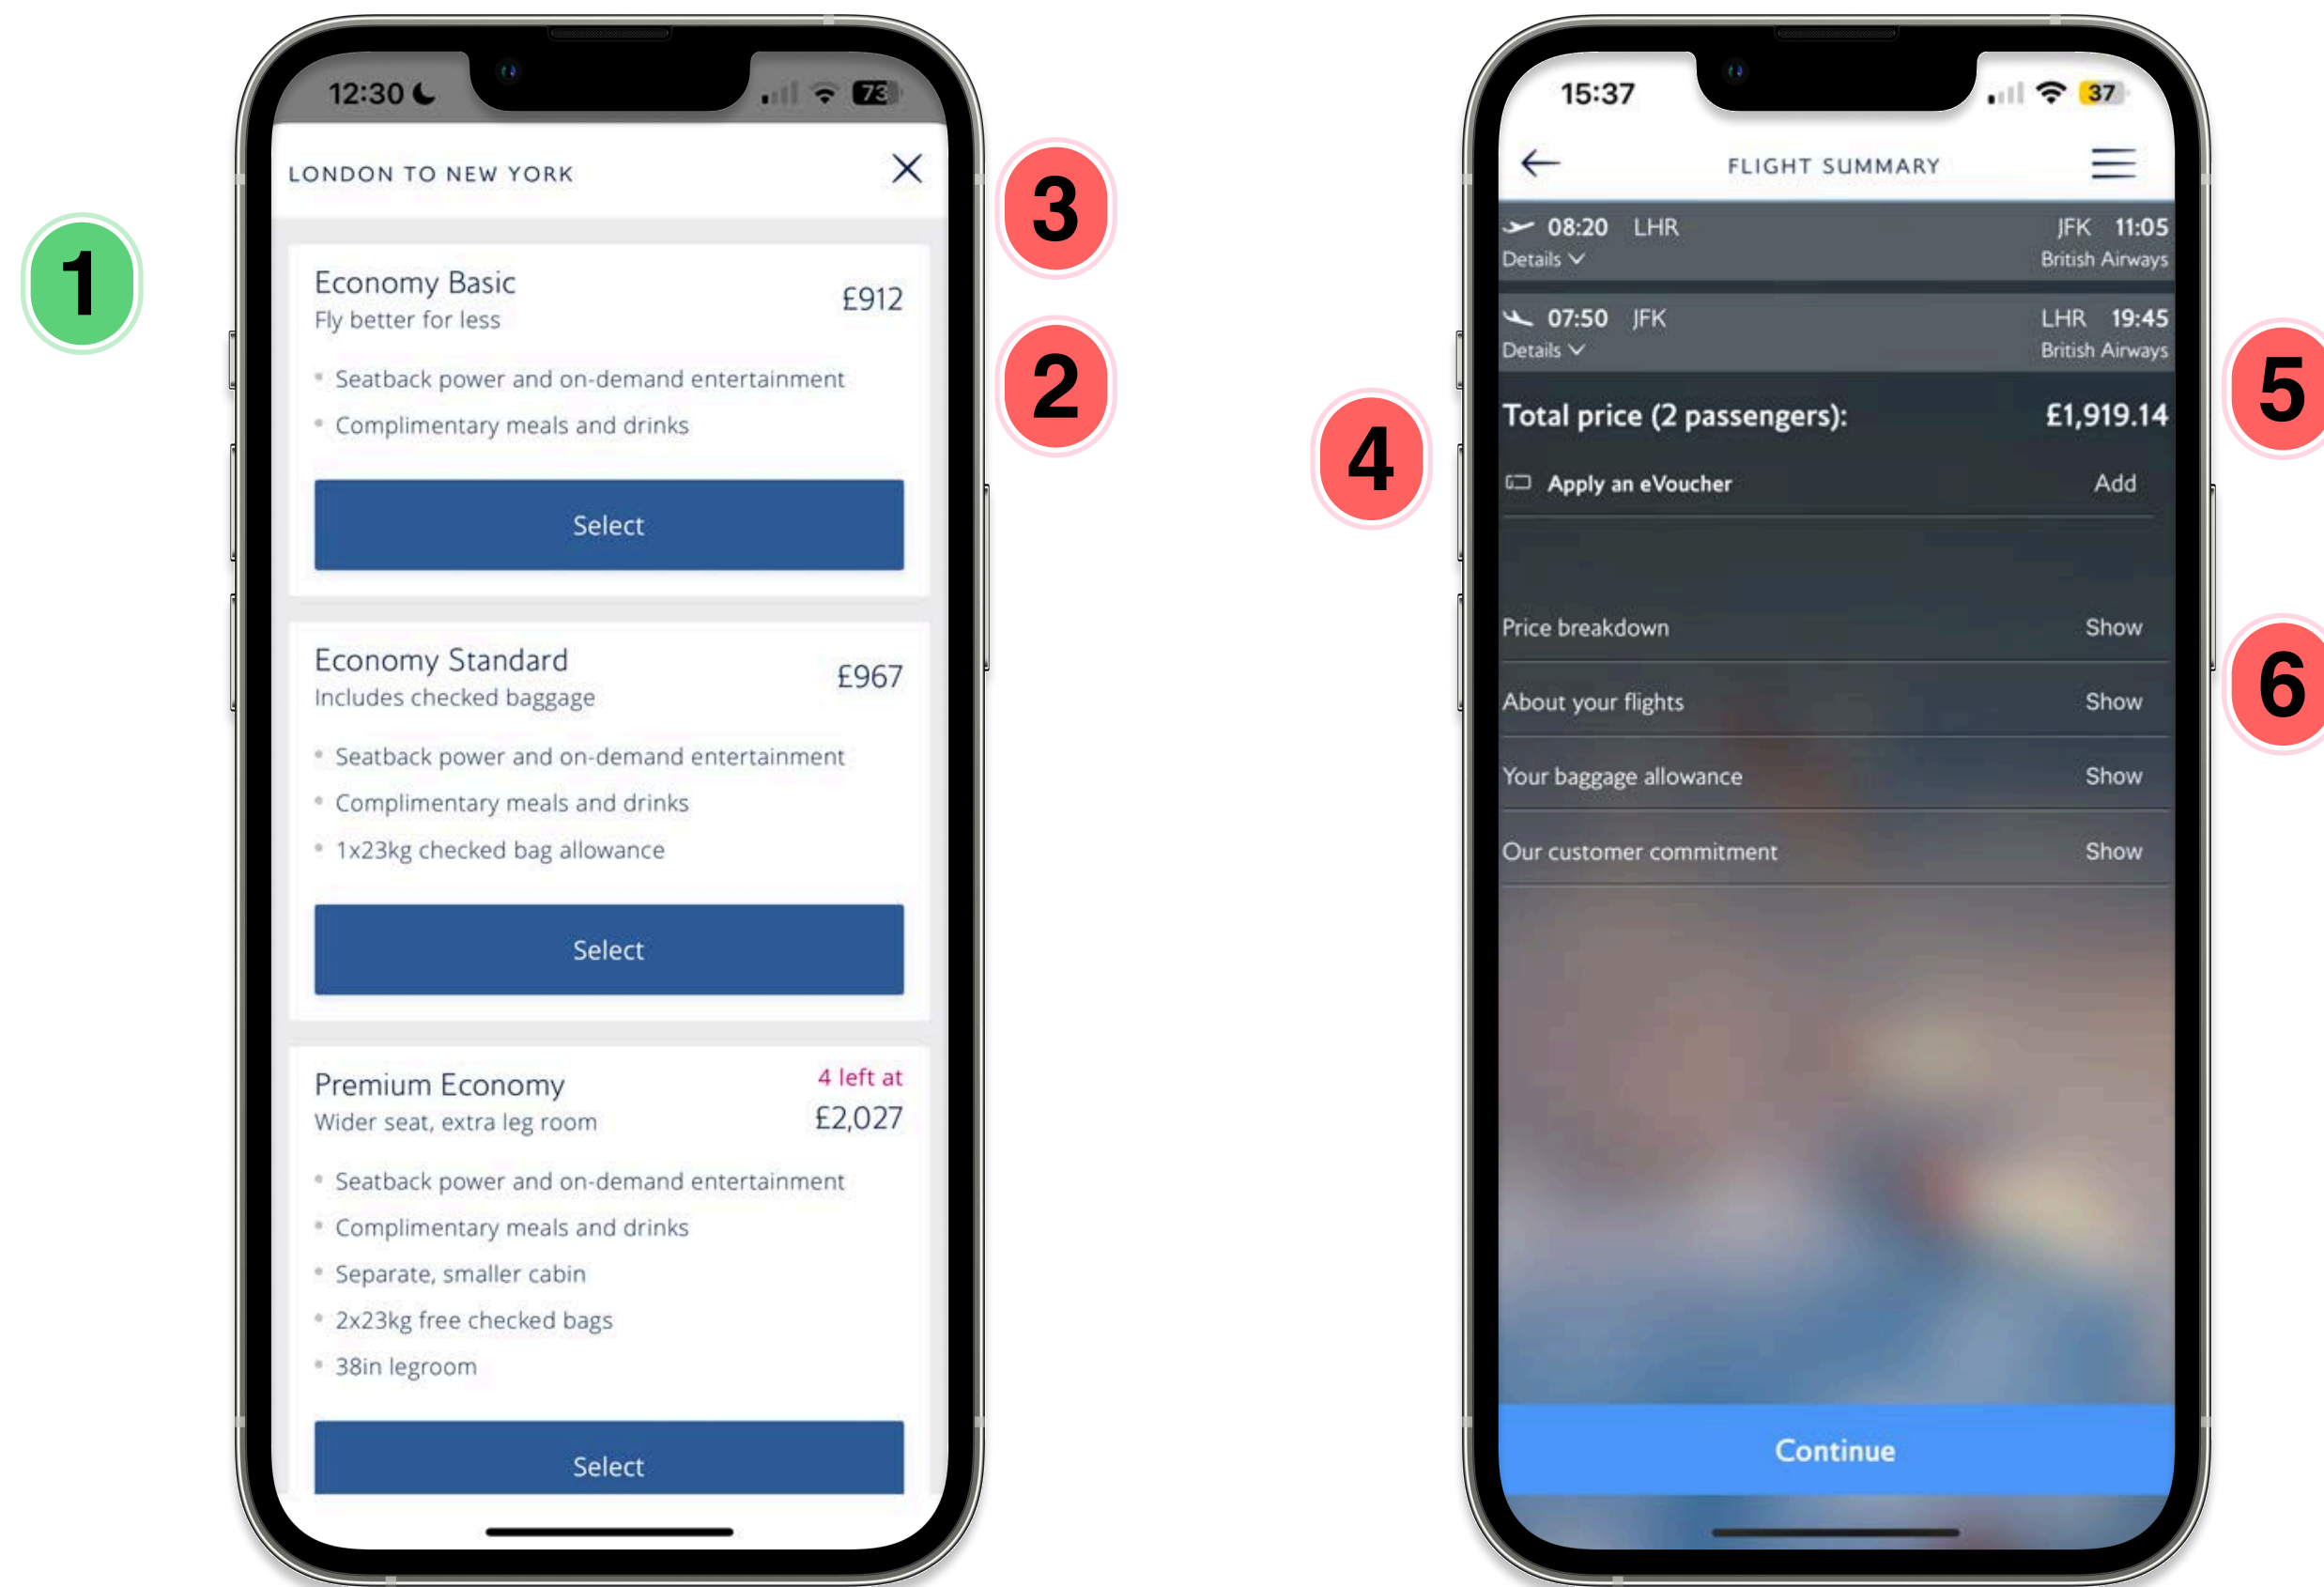 1
12:30
73
LONDON TO NEW YORK
3
Economy Basic
£912
Fly better for less
2
Seatback power and on-demand entertainment
Complimentary meals and drinks
Select
Economy Standard
£967
Includes checked baggage
Seatback power and on-demand entertainment
Complimentary meals and drinks
1x23kg checked bag allowance
Select
Premium Economy
4 left at
£2,027
Wider seat, extra leg room
Seatback power and on-demand entertainment
Complimentary meals and drinks
Separate, smaller cabin
2x23kg free checked bags
38in legroom
Select
15:37
37
FLIGHT SUMMARY
08:20 LHR JFK 11:05
Details British Airways
07:50 JFK LHR 19:45
Details British Airways
5
Total price (2 passengers): £1,919.14
4
Apply an eVoucher Add
Price breakdown Show
6
About your flights Show
Your baggage allowance Show
Our customer commitment Show
Continue